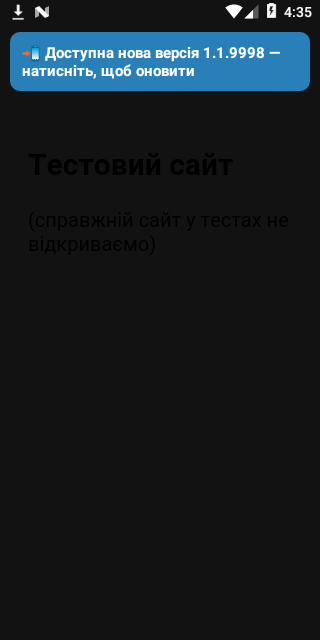 4:35
📲 Доступна нова версія 1.1.9998 —
натисніть, щоб оновити
Тестовий сайт
(справжній сайт у тестах не
відкриваємо)